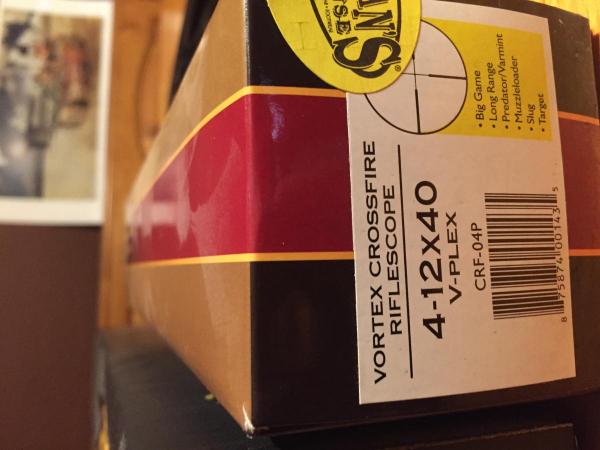 VORTEX CROSSFIRE
RIFLESCOPE
4-12X40
V-PLEX
CRF-04P
• Big Game
• Long Range
• Predator/Varmint
• Muzzleloader
• Slug
• Target
8 75874 00143 5